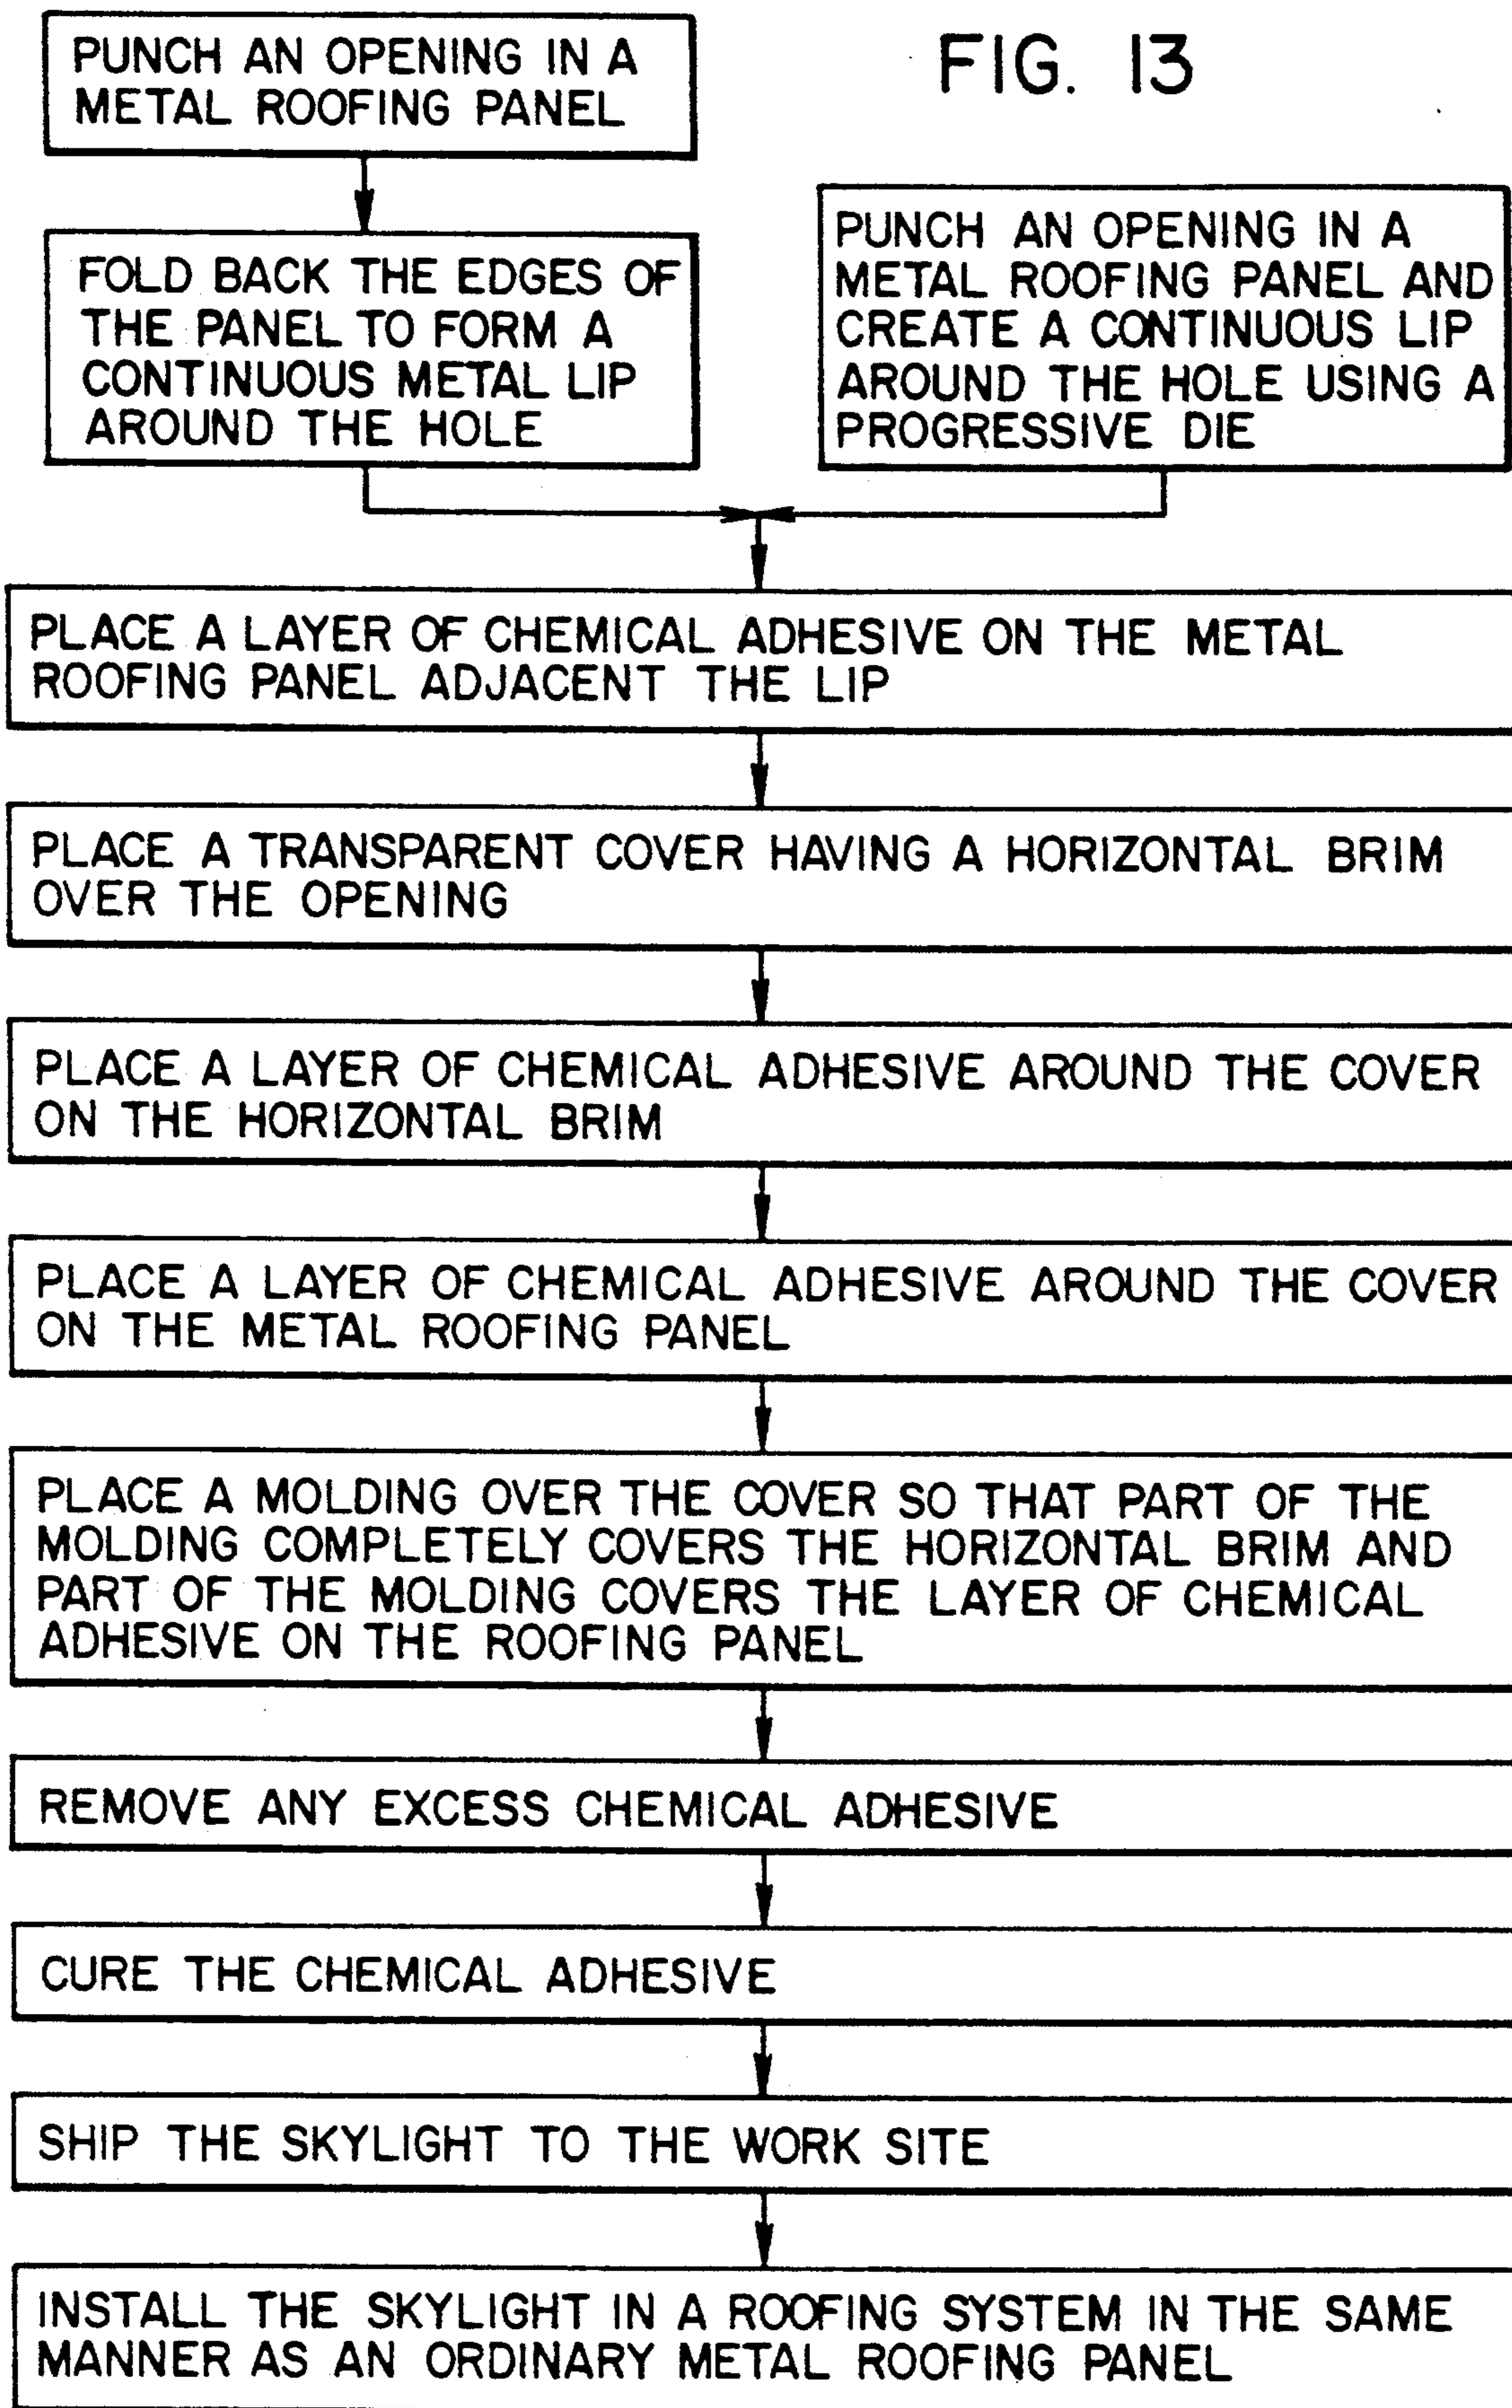 FIG. 13
PUNCH AN OPENING IN A
METAL ROOFING PANEL
FOLD BACK THE EDGES OF
THE PANEL TO FORM A
CONTINUOUS METAL LIP
AROUND THE HOLE
PUNCH AN OPENING IN A
METAL ROOFING PANEL AND
CREATE A CONTINUOUS LIP
AROUND THE HOLE USING A
PROGRESSIVE DIE
PLACE A LAYER OF CHEMICAL ADHESIVE ON THE METAL
ROOFING PANEL ADJACENT THE LIP
PLACE A TRANSPARENT COVER HAVING A HORIZONTAL BRIM
OVER THE OPENING
PLACE A LAYER OF CHEMICAL ADHESIVE AROUND THE COVER
ON THE HORIZONTAL BRIM
PLACE A LAYER OF CHEMICAL ADHESIVE AROUND THE COVER
ON THE METAL ROOFING PANEL
PLACE A MOLDING OVER THE COVER SO THAT PART OF THE
MOLDING COMPLETELY COVERS THE HORIZONTAL BRIM AND
PART OF THE MOLDING COVERS THE LAYER OF CHEMICAL
ADHESIVE ON THE ROOFING PANEL
REMOVE ANY EXCESS CHEMICAL ADHESIVE
CURE THE CHEMICAL ADHESIVE
SHIP THE SKYLIGHT TO THE WORK SITE
INSTALL THE SKYLIGHT IN A ROOFING SYSTEM IN THE SAME
MANNER AS AN ORDINARY METAL ROOFING PANEL